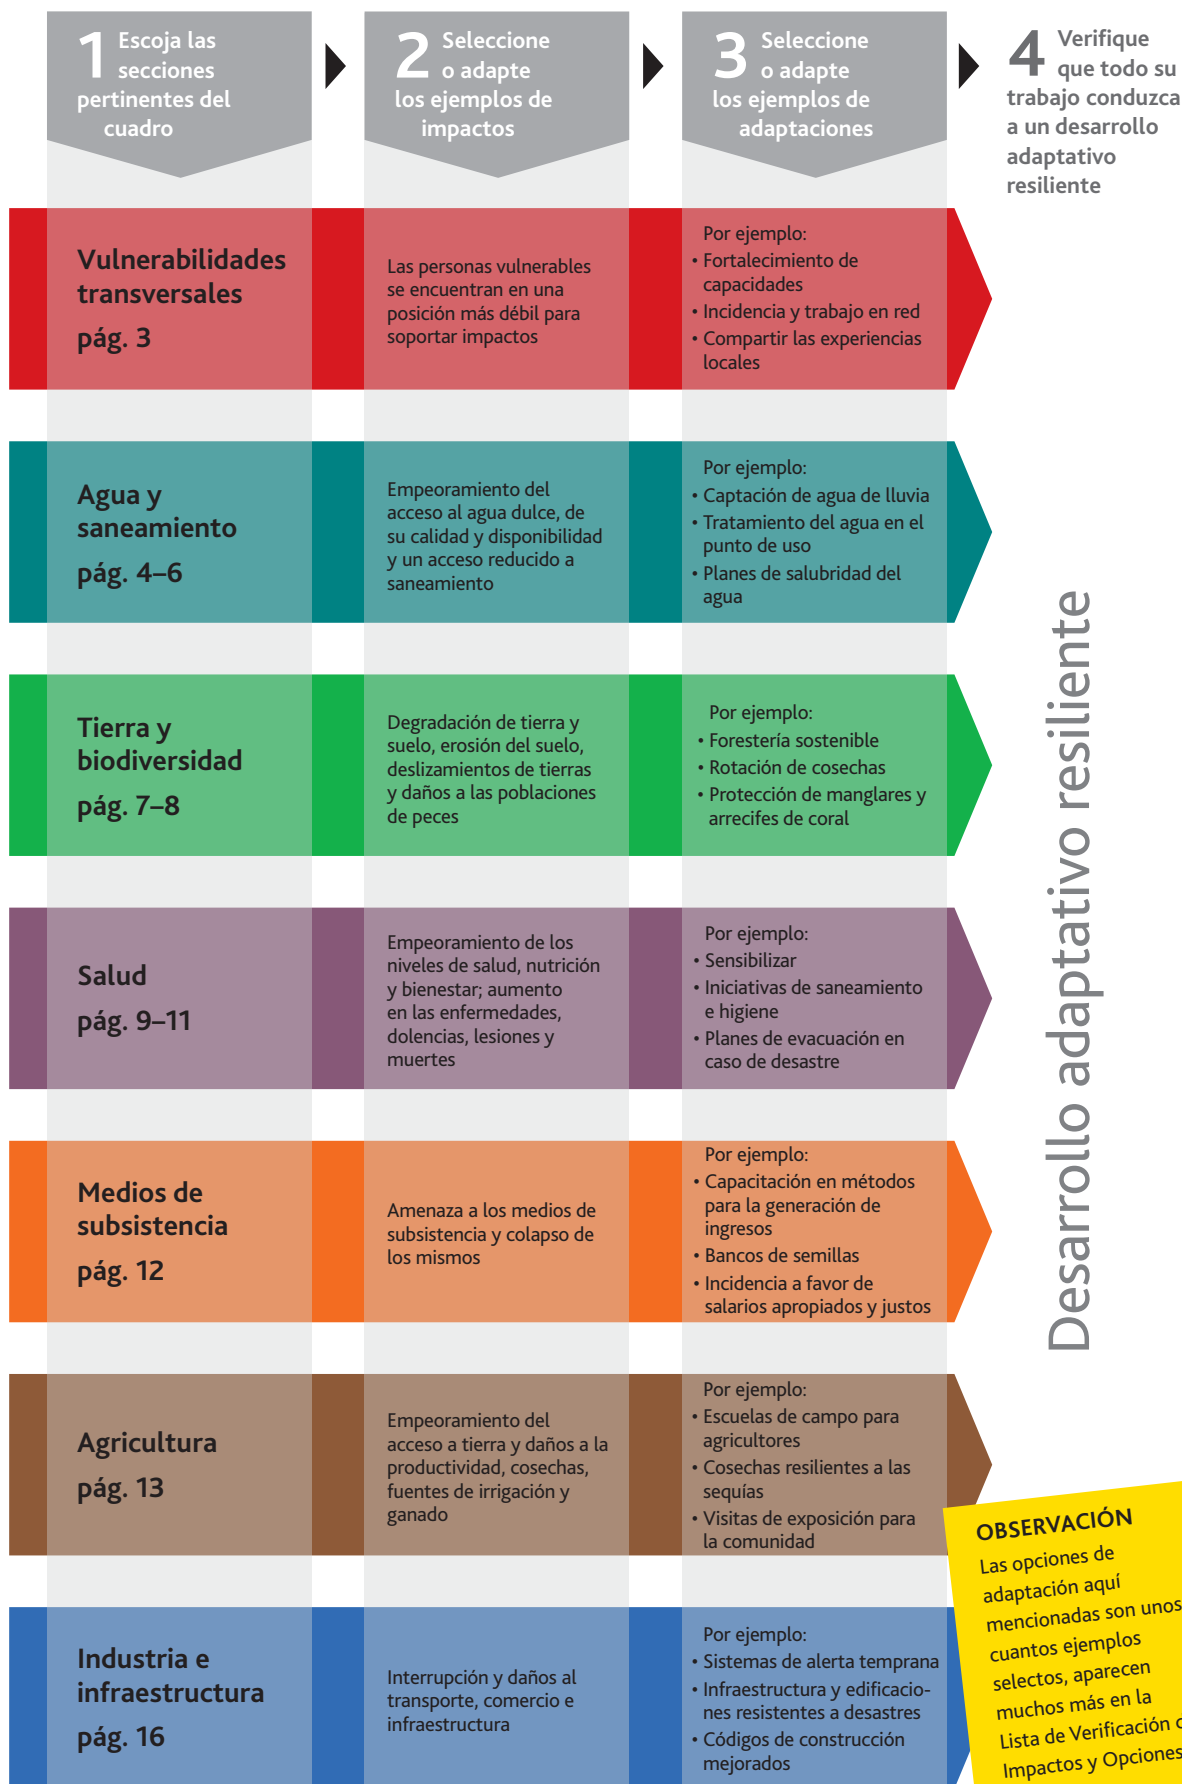 1 Escoja las
secciones
pertinentes del
cuadro
2 Seleccione
o adapte
los ejemplos de
impactos
3 Seleccione
o adapte
los ejemplos de
adaptaciones
4 Verifique
que todo su
trabajo conduzca
a un desarrollo
adaptativo
resiliente
Vulnerabilidades
transversales
pág. 3
Las personas vulnerables
se encuentran en una
posición más débil para
soportar impactos
Por ejemplo:
• Fortalecimiento de
capacidades
• Incidencia y trabajo en red
• Compartir las experiencias
locales
Agua y
saneamiento
pág. 4–6
Empeoramiento del
acceso al agua dulce, de
su calidad y disponibilidad
y un acceso reducido a
saneamiento
Por ejemplo:
• Captación de agua de lluvia
• Tratamiento del agua en el
punto de uso
• Planes de salubridad del
agua
Tierra y
biodiversidad
pág. 7–8
Degradación de tierra y
suelo, erosión del suelo,
deslizamientos de tierras
y daños a las poblaciones
de peces
Por ejemplo:
• Forestería sostenible
• Rotación de cosechas
• Protección de manglares y
arrecifes de coral
Salud
pág. 9–11
Empeoramiento de los
niveles de salud, nutrición
y bienestar; aumento
en las enfermedades,
dolencias, lesiones y
muertes
Por ejemplo:
• Sensibilizar
• Iniciativas de saneamiento
e higiene
• Planes de evacuación en
caso de desastre
Medios de
subsistencia
pág. 12
Amenaza a los medios de
subsistencia y colapso de
los mismos
Por ejemplo:
• Capacitación en métodos
para la generación de
ingresos
• Bancos de semillas
• Incidencia a favor de
salarios apropiados y justos
Agricultura
pág. 13
Empeoramiento del
acceso a tierra y daños a la
productividad, cosechas,
fuentes de irrigación y
ganado
Por ejemplo:
• Escuelas de campo para
agricultores
• Cosechas resilientes a las
sequías
• Visitas de exposición para
la comunidad
Industria e
infraestructura
pág. 16
Interrupción y daños al
transporte, comercio e
infraestructura
Por ejemplo:
• Sistemas de alerta temprana
• Infraestructura y edificacio-
nes resistentes a desastres
• Códigos de construcción
mejorados
Desarrollo adaptativo resiliente
OBSERVACIÓN
Las opciones de
adaptación aquí
mencionadas son unos
cuantos ejemplos
selectos, aparecen
muchos más en la
Lista de Verificación
Impactos y Opciones